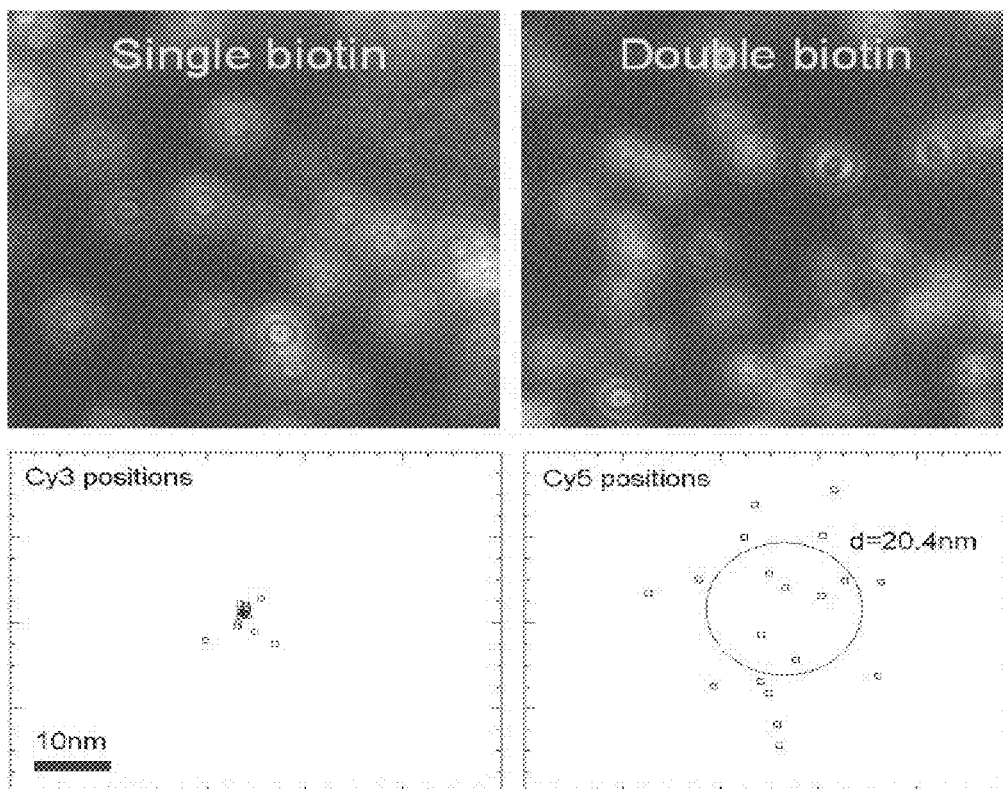 Single biotin
Double biotin
Cy3 positions
Cy5 positions
d=20.4nm
10nm